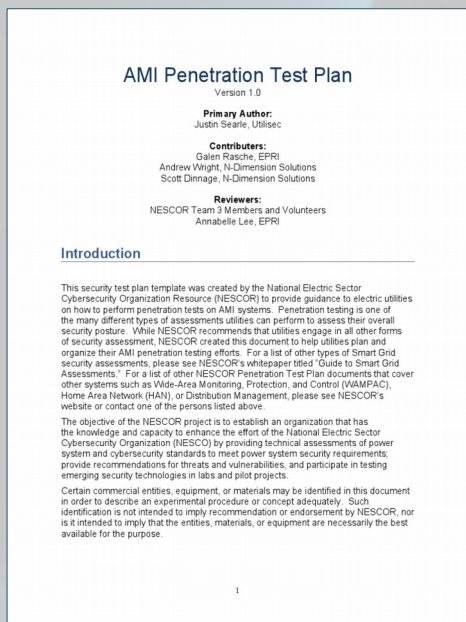 AMI Penetration Test Plan
Version 1.0
Primary Author:
Justin Searle, Utilisec
Contributers:
Galen Rasche, EPRI
Andrew Wright, N-Dimension Solutions
Scott Dinnage, N-Dimension Solutions
Reviewers:
NESCOR Team 3 Members and Volunteers
Annabelle Lee, EPRI
Introduction
This security test plan template was created by the National Electric Sector
Cybersecurity Organization Resource (NESCOR) to provide guidance to electric utilities
on how to perform penetration tests on AMI systems. Penetration testing is one of
the many different types of assessments utilities can perform to assess their overall
security posture. While NESCOR recommends that utilities engage in all other forms
of security assessment, NESCOR created this document to help utilities plan and
organize their AMI penetration testing efforts. For a list of other types of Smart Grid
security assessments, please see NESCOR's whitepaper titled "Guide to Smart Grid
Assessments." For a list of other NESCOR Penetration Test Plan documents that cover
other systems such as Wide-Area Monitoring, Protection, and Control (WAMPAC),
Home Area Network (HAN), or Distribution Management, please see NESCOR's
website or contact one of the persons listed above.
The objective of the NESCOR project is to establish an organization that has
the knowledge and capacity to enhance the effort of the National Electric Sector
Cybersecurity Organization (NESCO) by providing technical assessments of power
system and cybersecurity standards to meet power system security requirements;
provide recommendations for threats and vulnerabilities, and participate in testing
emerging security technologies in labs and pilot projects.
Certain commercial entities, equipment, or materials may be identified in this document
in order to describe an experimental procedure or concept adequately. Such
identification is not intended to imply recommendation or endorsement by NESCOR, nor
is it intended to imply that the entities, materials, or equipment are necessarily the best
available for the purpose.
1